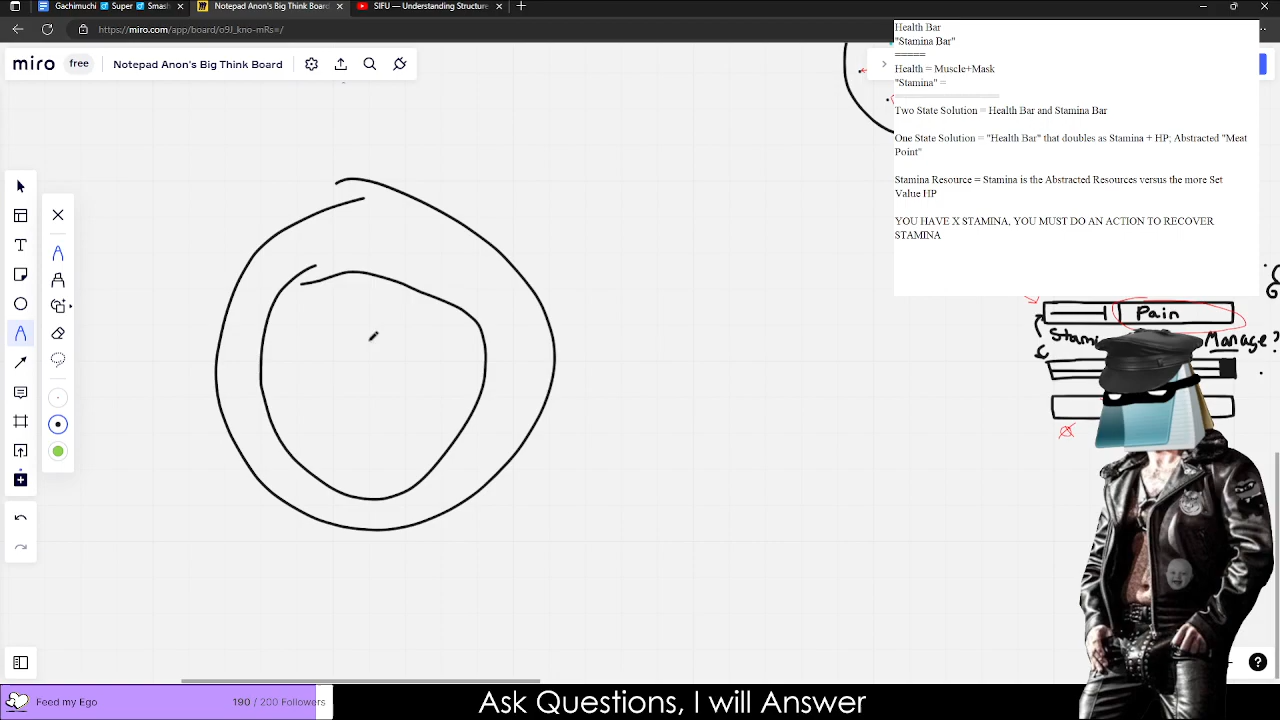 Gachimuchi
Super
Smash
Notepad Anon's Big Think Board
SIFU — Understanding Structure
https://miro.com/app/board/o9J_kno-mRs=/
miro
free
Notepad Anon's Big Think Board
Health Bar
"Stamina Bar"
=====
Health = Muscle+Mask
"Stamina" =
Two State Solution = Health Bar and Stamina Bar
One State Solution = "Health Bar" that doubles as Stamina + HP; Abstracted "Meat
Point"
Stamina Resource = Stamina is the Abstracted Resources versus the more Set
Value HP
YOU HAVE X STAMINA, YOU MUST DO AN ACTION TO RECOVER
STAMINA
Pain
Stami
Manage?
Feed my Ego
190 / 200 Followers
Ask Questions, I will Answer